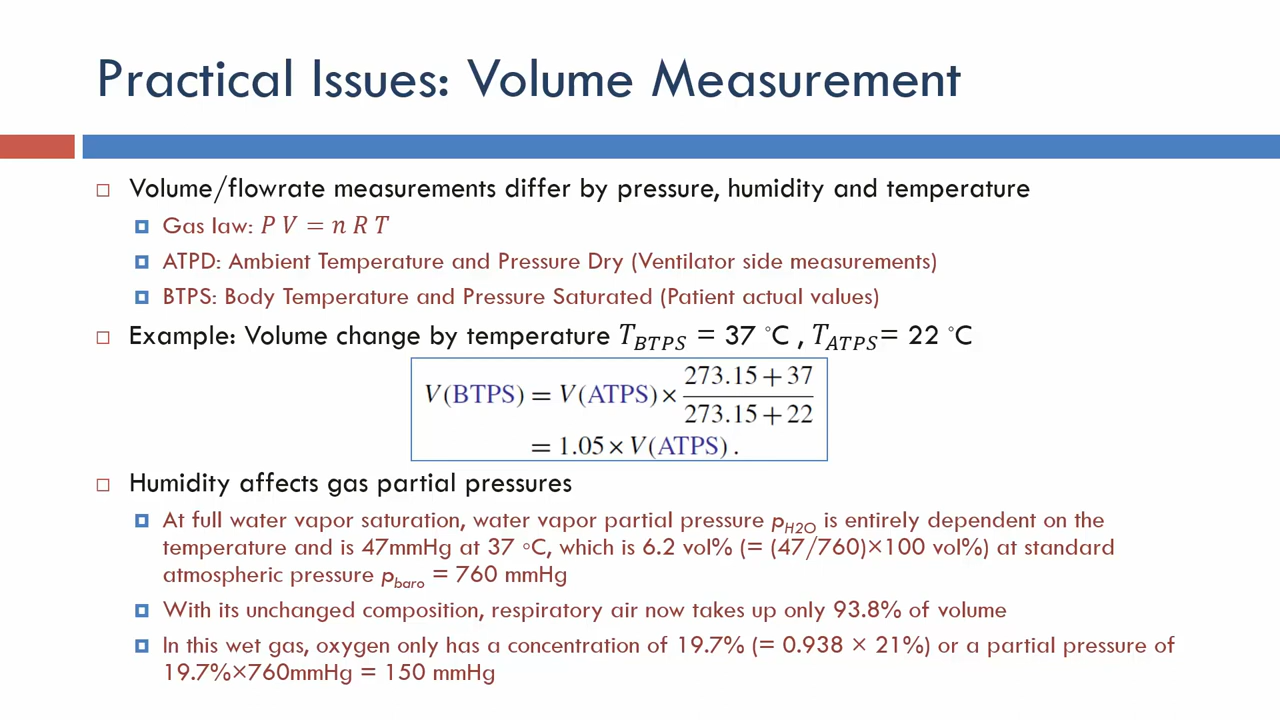 Practical Issues: Volume Measurement
Volume/flowrate measurements differ by pressure, humidity and temperature
Gas law: P V = n R T
ATPD: Ambient Temperature and Pressure Dry (Ventilator side measurements)
BTPS: Body Temperature and Pressure Saturated (Patient actual values)
Example: Volume change by temperature T_BTPS = 37 °C , T_ATPS= 22 °C
V(BTPS) = V(ATPS) × (273.15 + 37)/(273.15 + 22)
= 1.05 × V(ATPS) .
Humidity affects gas partial pressures
At full water vapor saturation, water vapor partial pressure p_H2O is entirely dependent on the
temperature and is 47mmHg at 37 °C, which is 6.2 vol% (= (47/760)×100 vol%) at standard
atmospheric pressure p_baro = 760 mmHg
With its unchanged composition, respiratory air now takes up only 93.8% of volume
In this wet gas, oxygen only has a concentration of 19.7% (= 0.938 × 21%) or a partial pressure of
19.7%×760mmHg = 150 mmHg